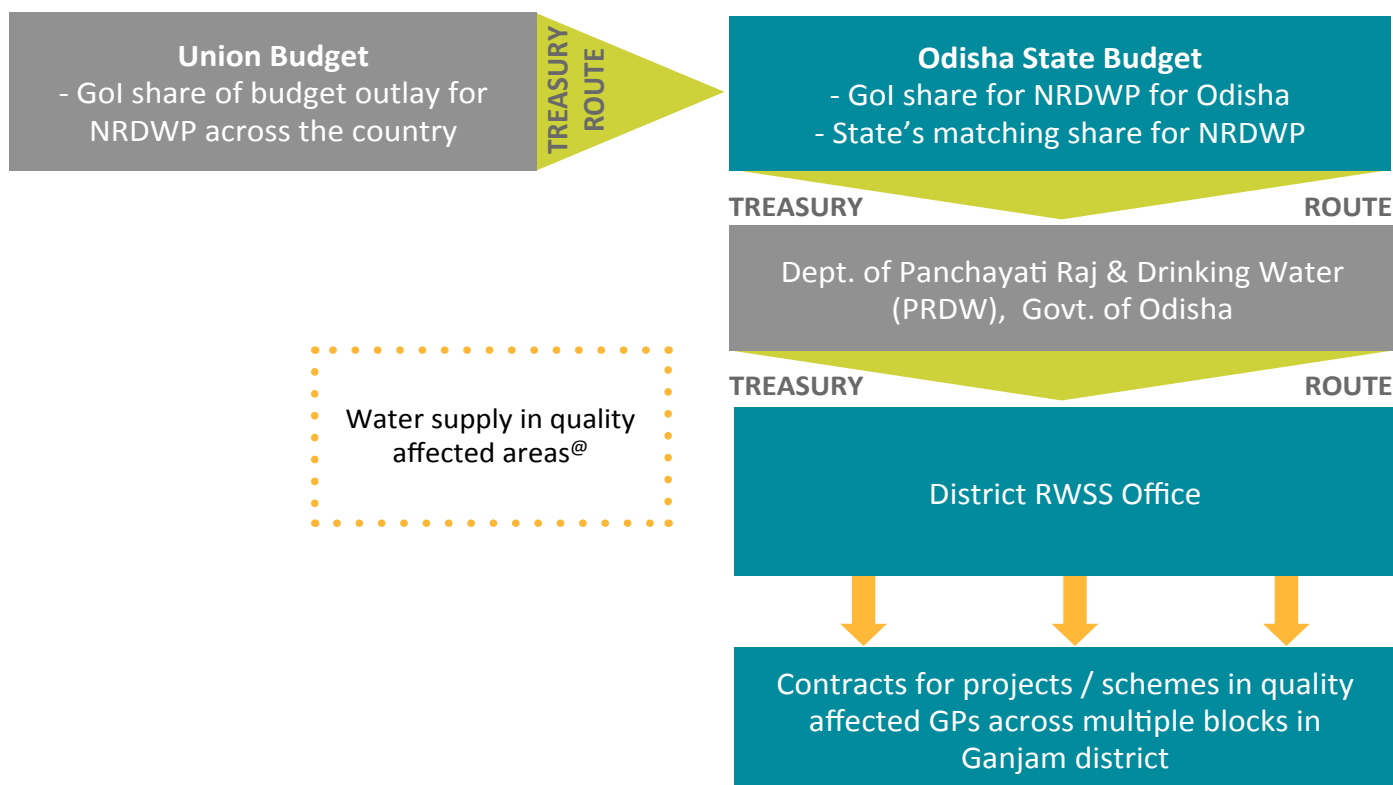 Union Budget
- GoI share of budget outlay for
NRDWP across the country
TREASURY
ROUTE
Odisha State Budget
- GoI share for NRDWP for Odisha
- State’s matching share for NRDWP
TREASURY ROUTE
Dept. of Panchayati Raj & Drinking Water
(PRDW), Govt. of Odisha
TREASURY ROUTE
Water supply in quality
affected areas@
District RWSS Office
Contracts for projects / schemes in quality
affected GPs across multiple blocks in
Ganjam district